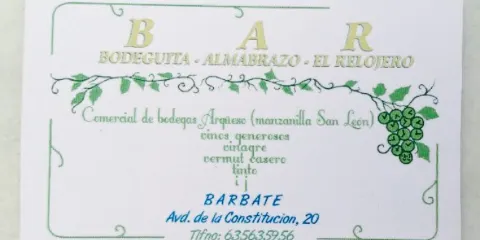 BAR
BODEGUITA - ALMABRAZO - EL RELOJERO
Comercial de bodegas Argüeso (manzanilla San León)
vinos generosos
vinagre
vermut casero
tinto
i j
BARBATE
Avd. de la Constitucion, 20
Tlfno: 635635956